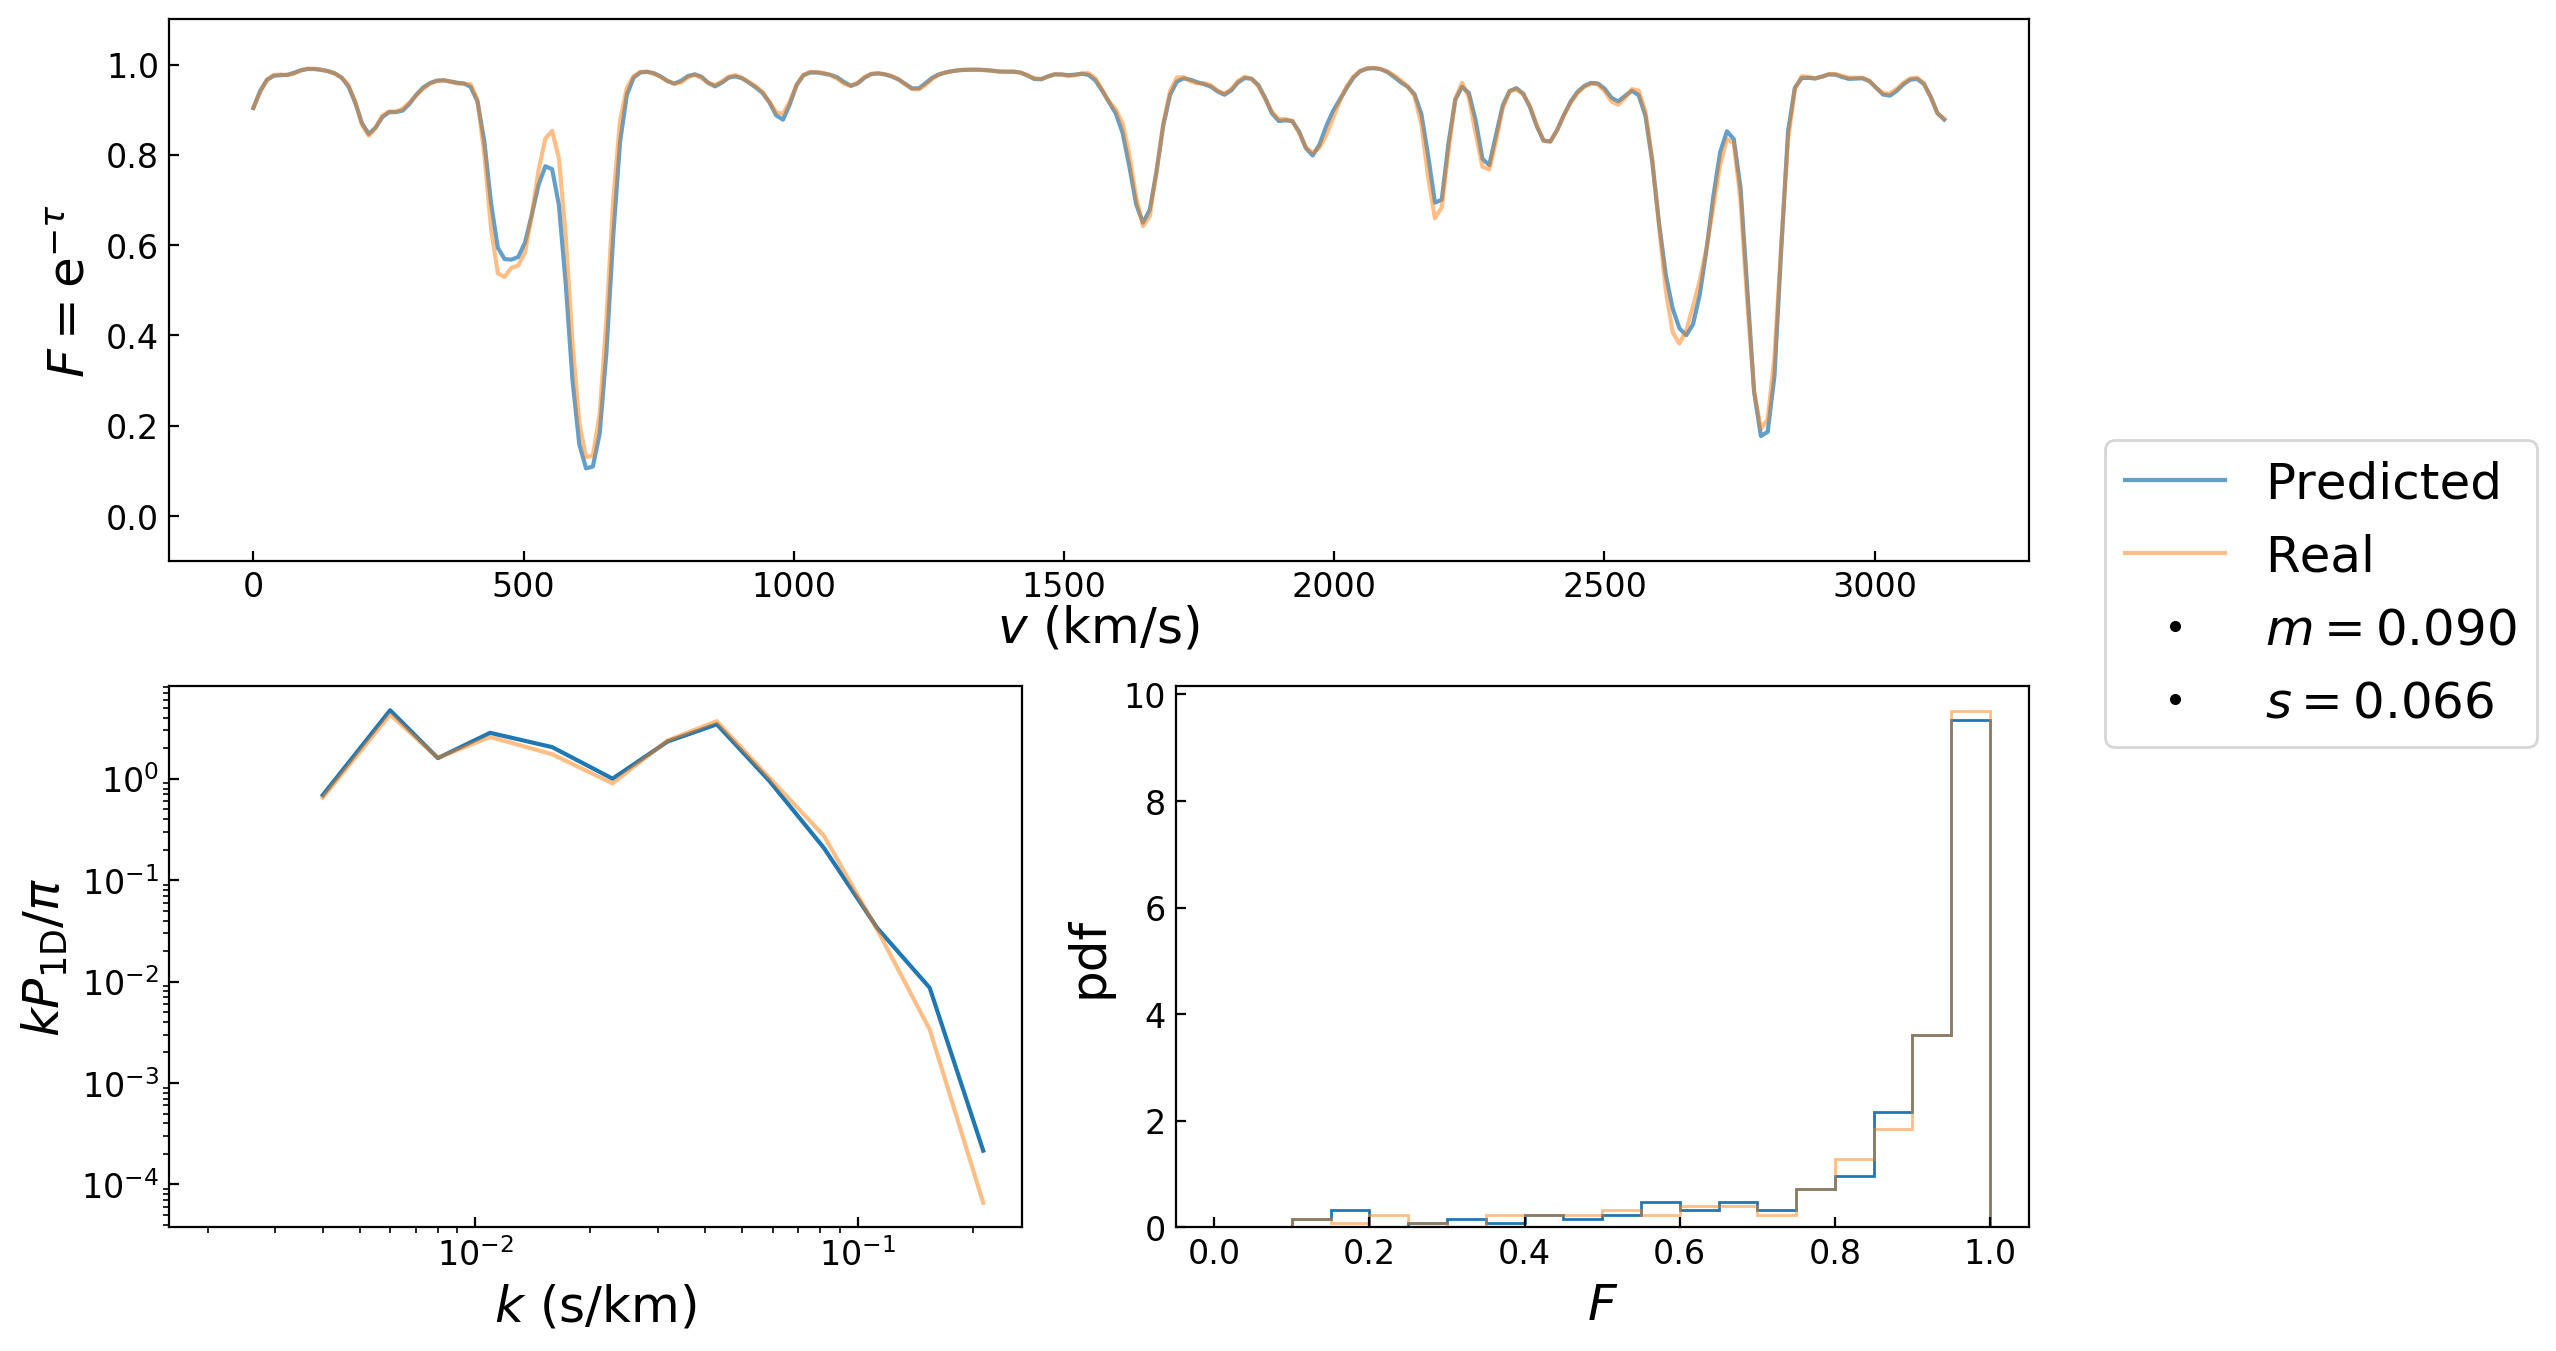 1.0
0.8
0.6
0.4
0.2
0.0
F = e^{−τ}
0 500 1000 1500 2000 2500 3000
v (km/s)
Predicted
Real
m = 0.090
s = 0.066
10^0
10^{−1}
10^{−2}
10^{−3}
10^{−4}
kP_{1D}/π
10^{−2} 10^{−1}
k (s/km)
10
8
6
4
2
0
pdf
0.0 0.2 0.4 0.6 0.8 1.0
F